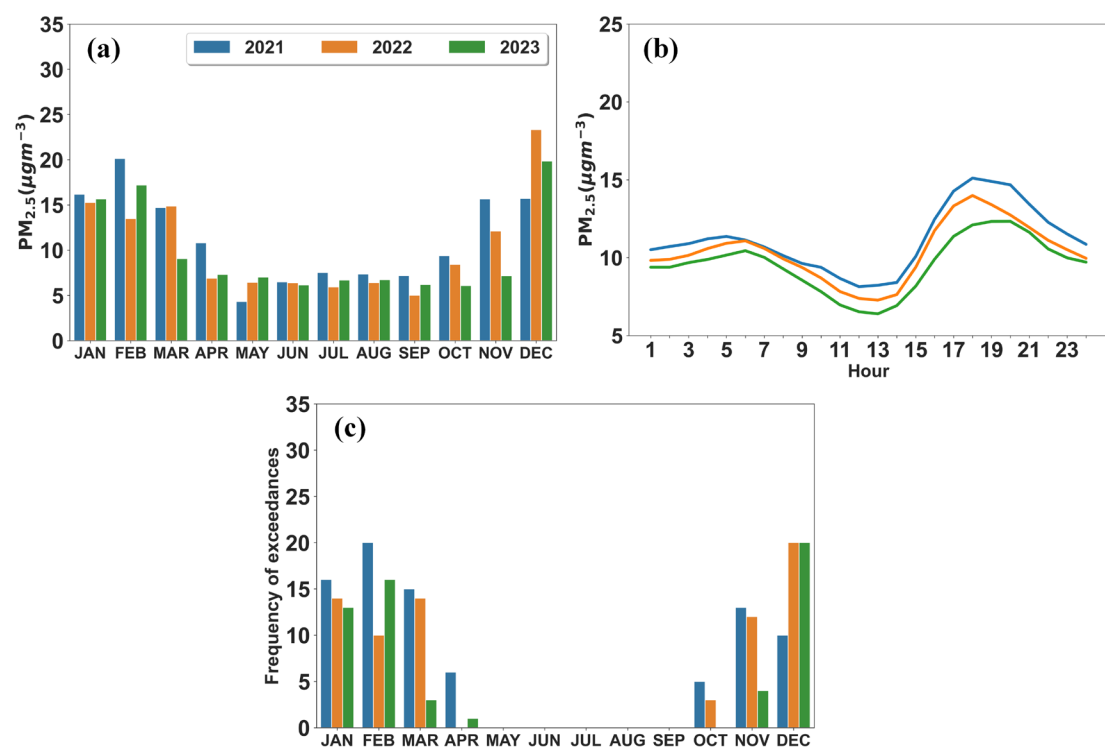 (a)
2021 2022 2023
PM2.5(μgm−3)
35
30
25
20
15
10
5
0
JAN FEB MAR APR MAY JUN JUL AUG SEP OCT NOV DEC
(b)
PM2.5(μgm−3)
25
20
15
10
5
1 3 5 7 9 11 13 15 17 19 21 23
Hour
(c)
Frequency of exceedances
35
30
25
20
15
10
5
0
JAN FEB MAR APR MAY JUN JUL AUG SEP OCT NOV DEC